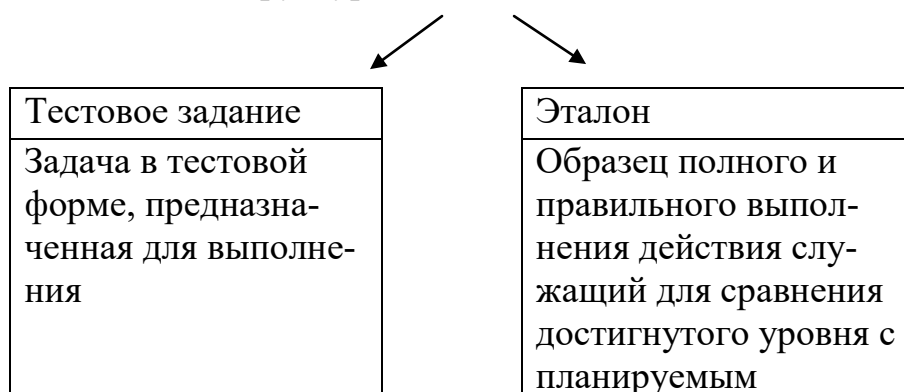 Тестовое задание
Задача в тестовой
форме, предназна-
ченная для выполне-
ния
Эталон
Образец полного и
правильного выпол-
нения действия слу-
жащий для сравнения
достигнутого уровня с
планируемым